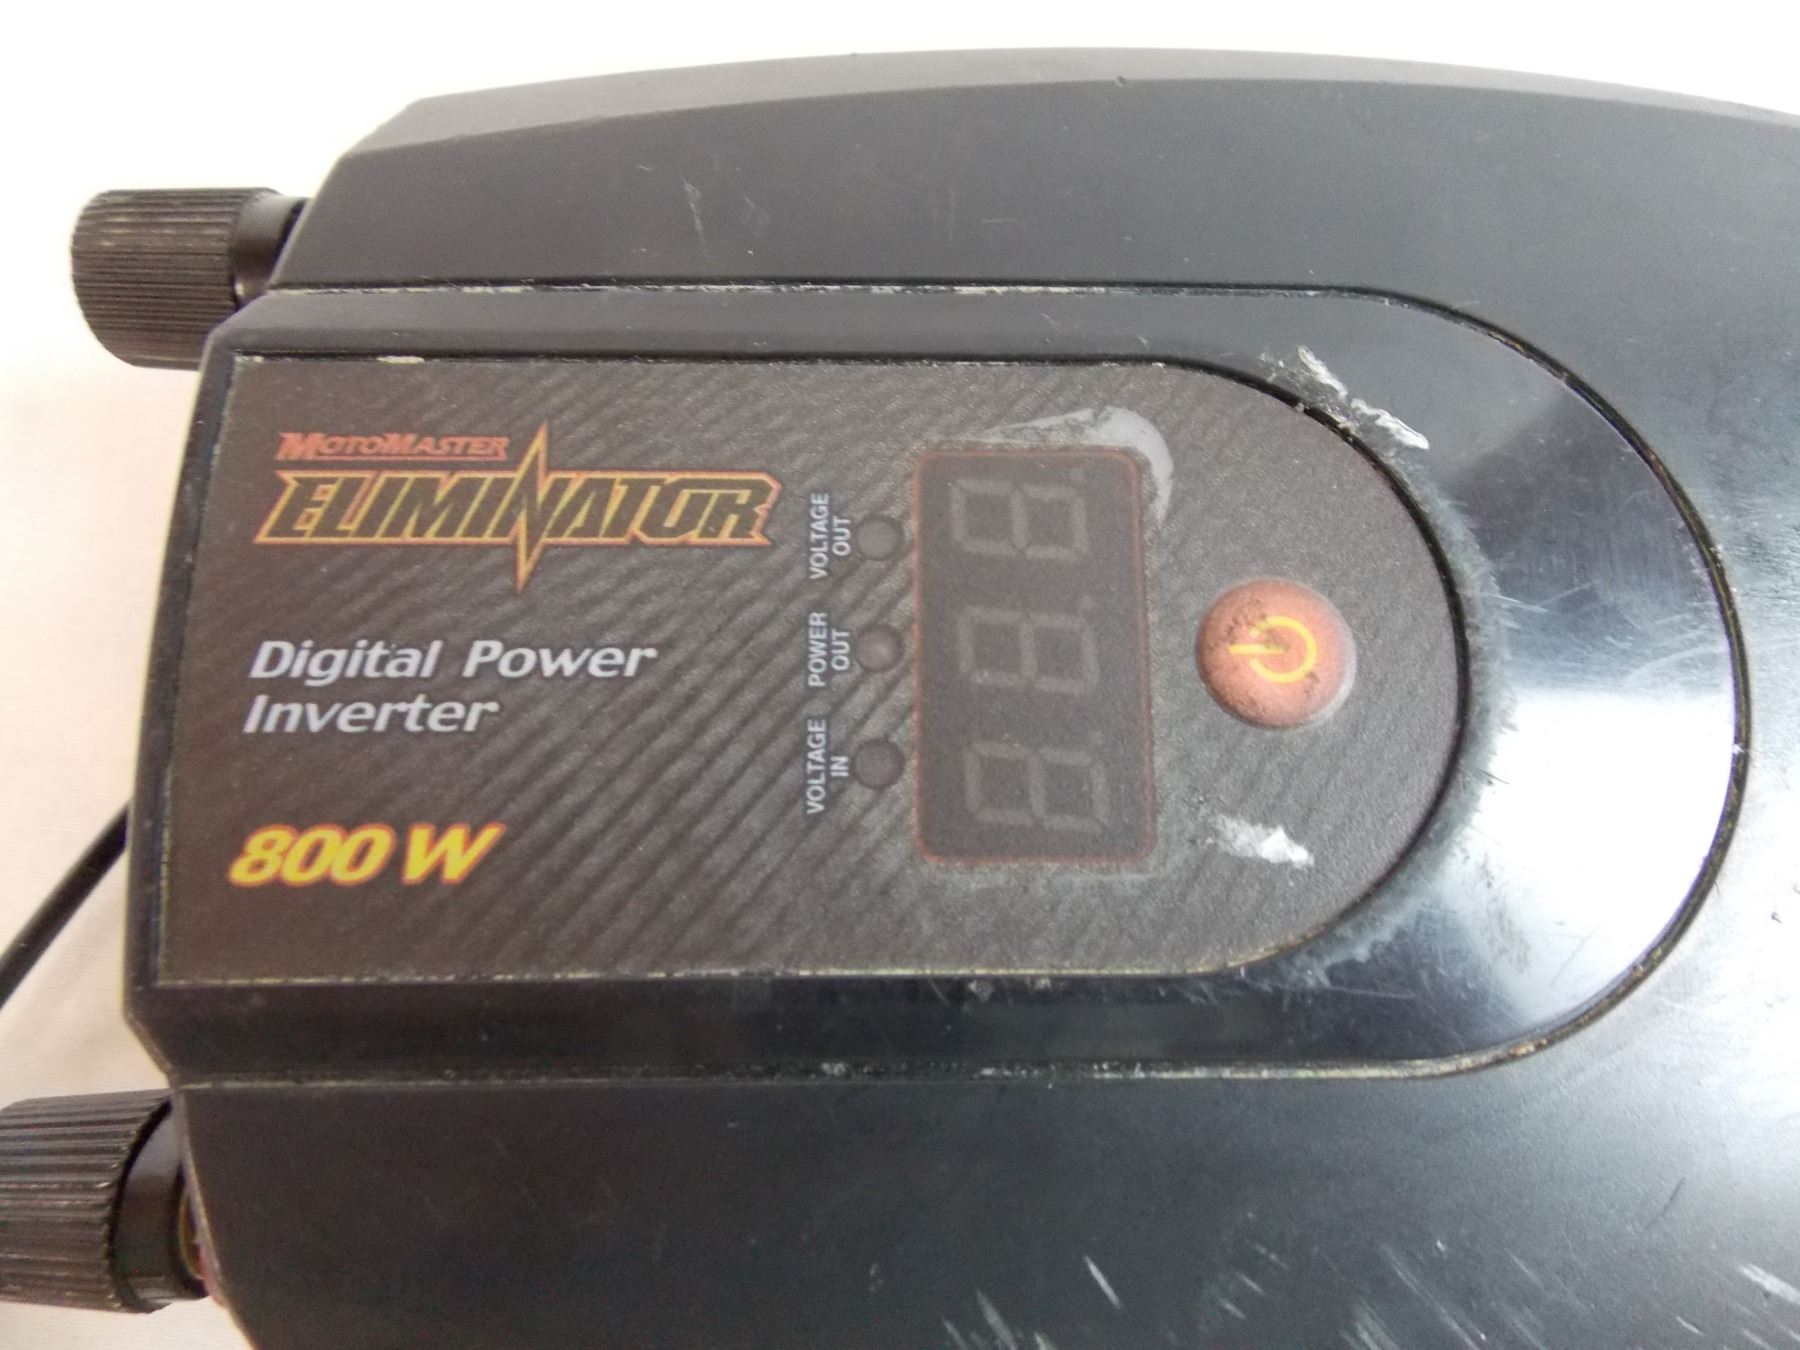 MotoMaster
ELIMINATOR
Digital Power
Inverter
800 W
VOLTAGE
OUT
POWER
OUT
VOLTAGE
IN